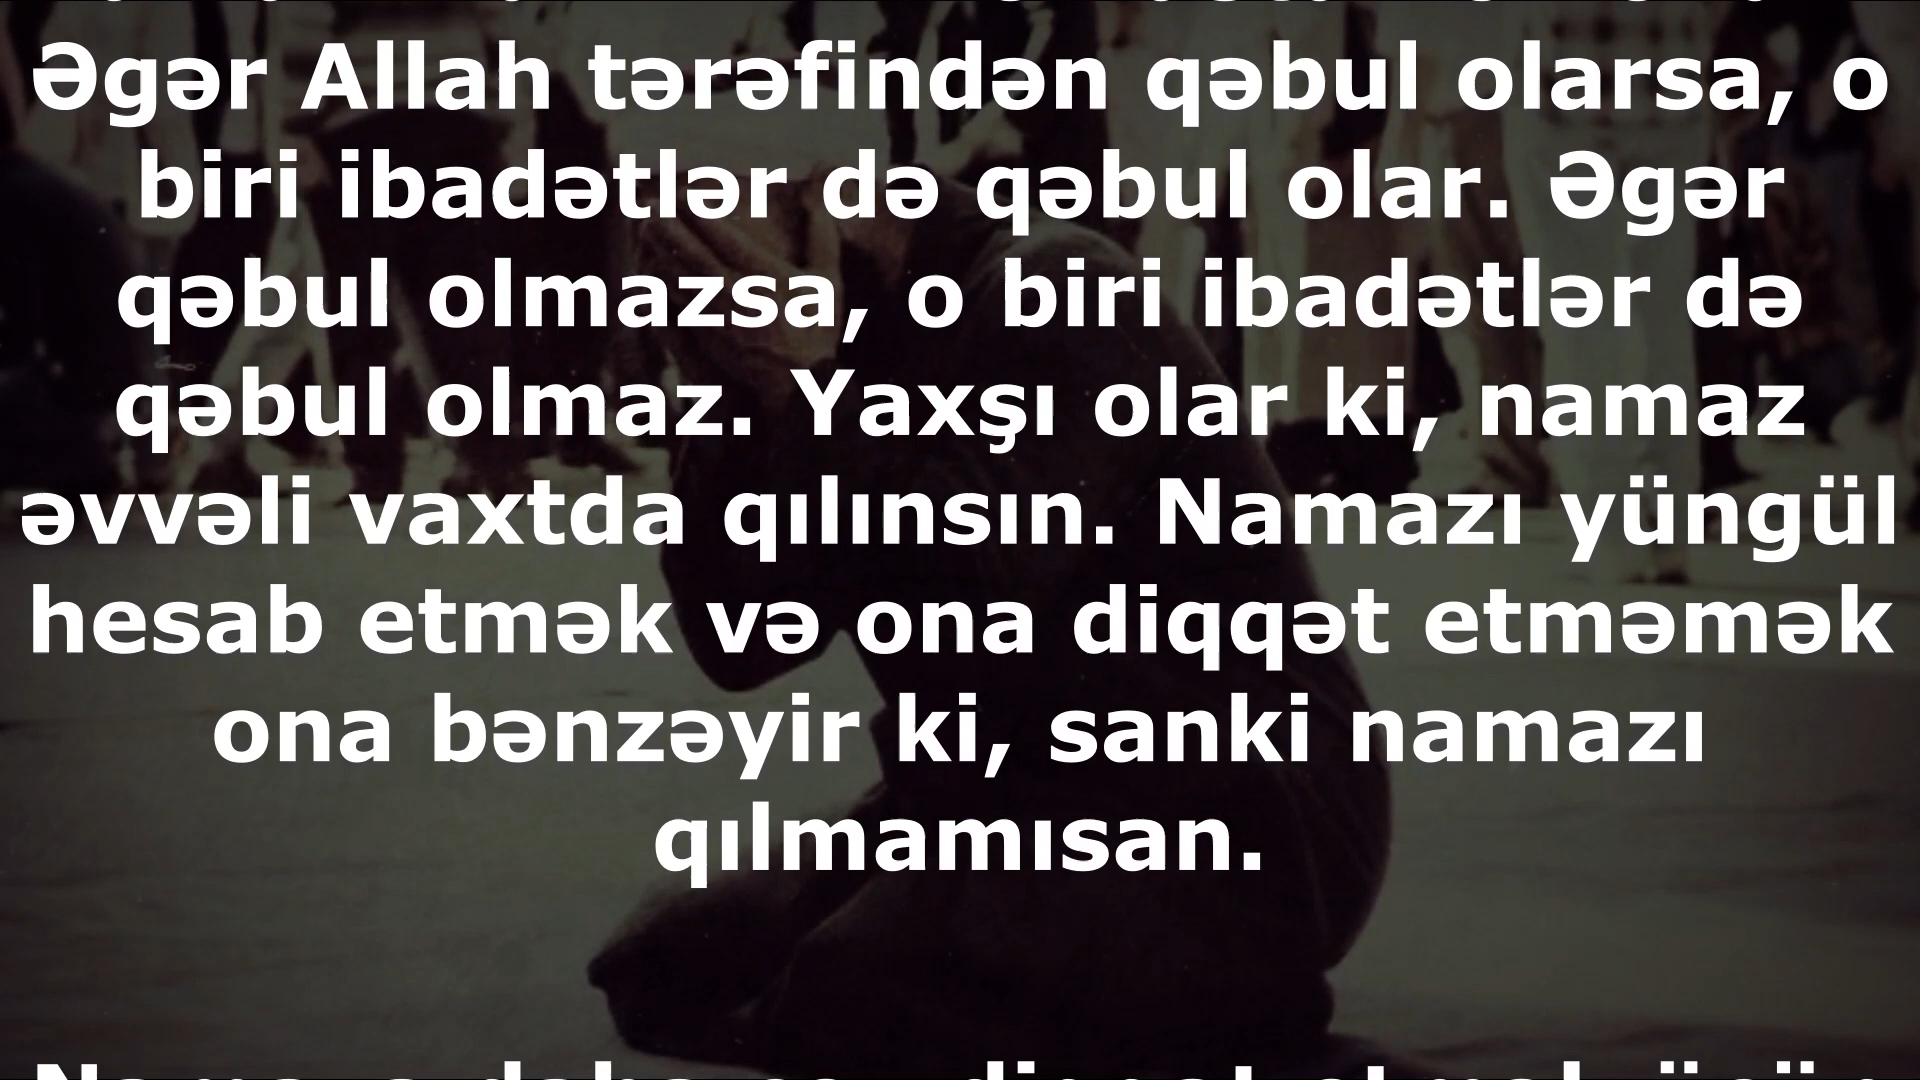 Əgər Allah tərəfindən qəbul olarsa, o
biri ibadətlər də qəbul olar. Əgər
qəbul olmazsa, o biri ibadətlər də
qəbul olmaz. Yaxşı olar ki, namaz
əvvəli vaxtda qılınsın. Namazı yüngül
hesab etmək və ona diqqət etməmək
ona bənzəyir ki, sanki namazı
qılmamısan.